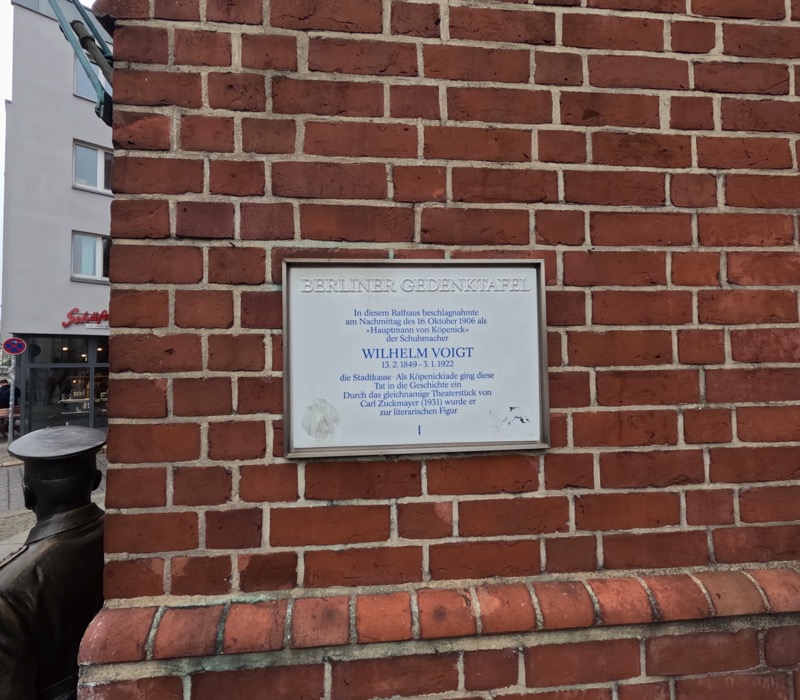 BERLINER GEDENKTAFEL
In diesem Rathaus beschlagnahmte
am Nachmittag des 16. Oktober 1906 als
»Hauptmann von Köpenick«
der Schuhmacher
WILHELM VOIGT
13. 2. 1849 - 3. 1. 1922
die Stadtkasse · Als Köpenickiade ging diese
Tat in die Geschichte ein
Durch das gleichnamige Theaterstück von
Carl Zuckmayer (1931) wurde er
zur literarischen Figur